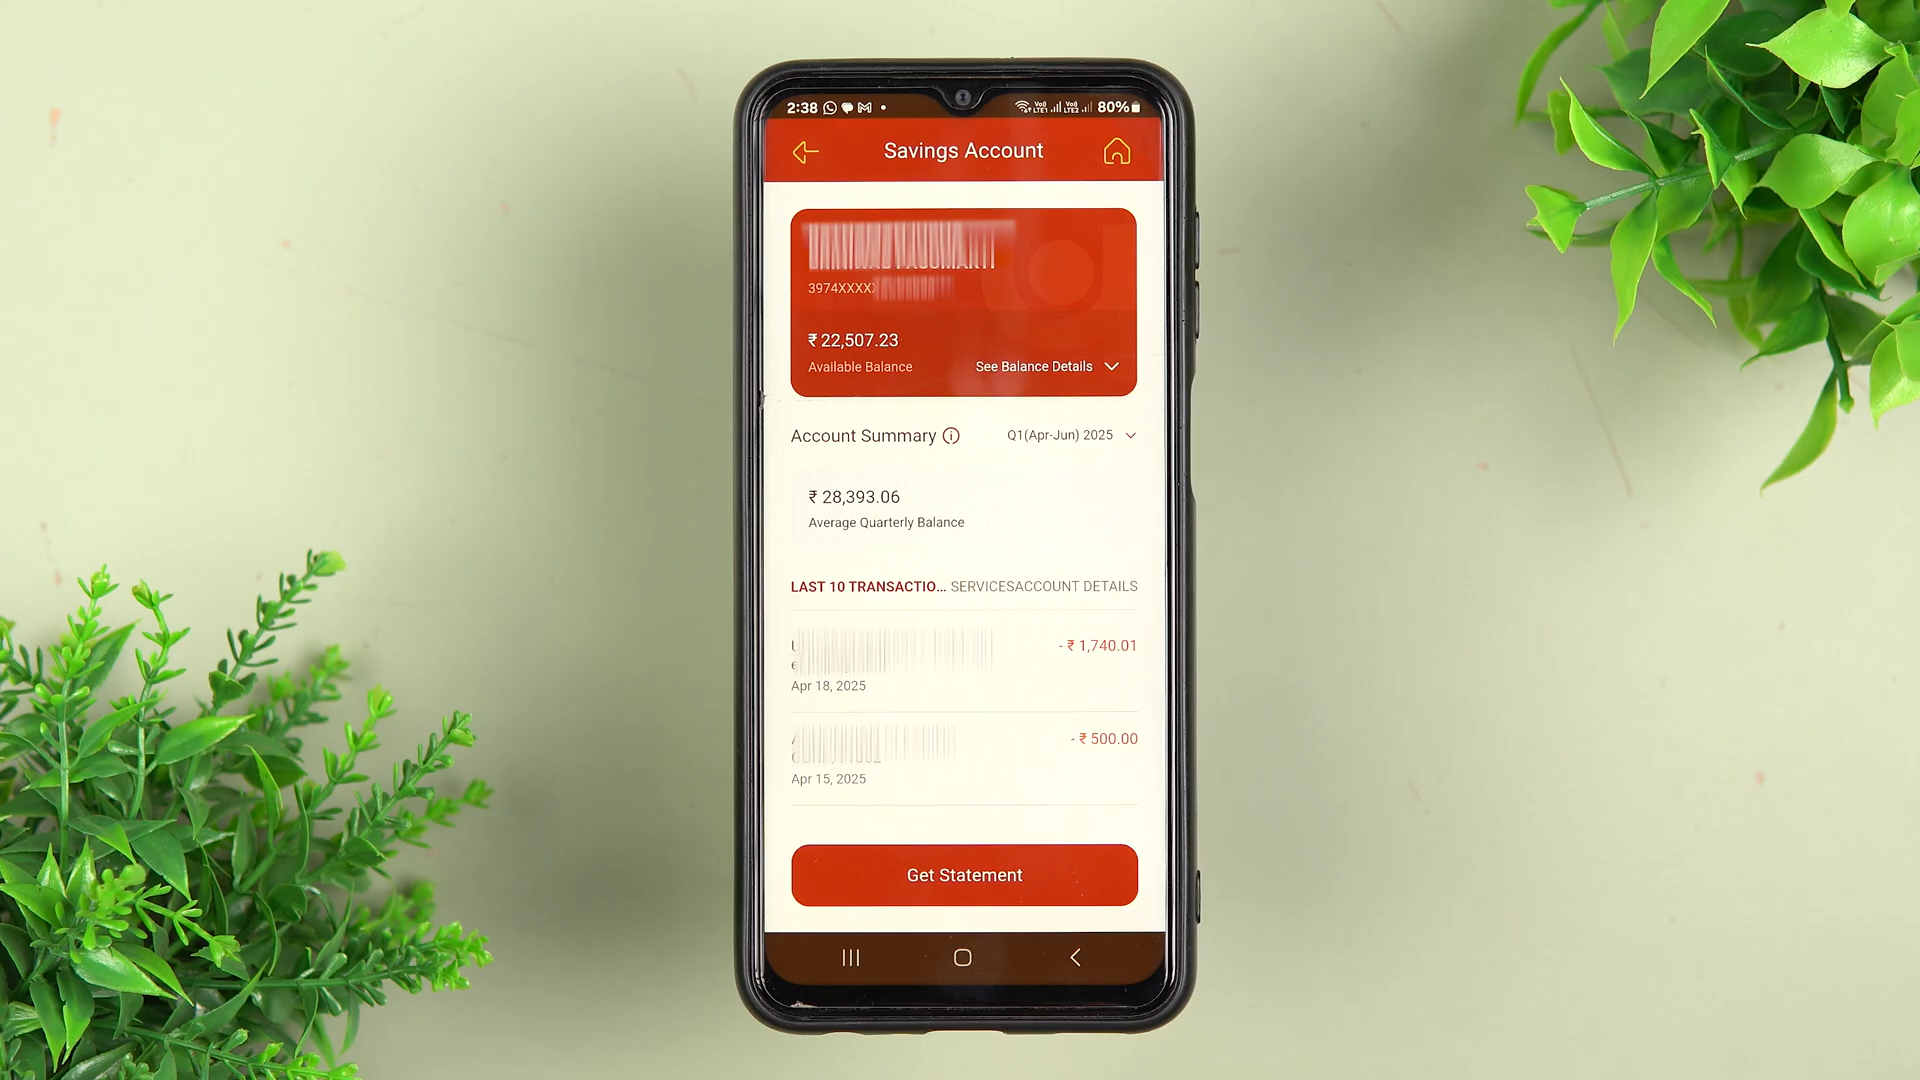 2:38 80%
Savings Account
3974XXXX
₹ 22,507.23
Available Balance See Balance Details
Account Summary Q1(Apr-Jun) 2025
₹ 28,393.06
Average Quarterly Balance
LAST 10 TRANSACTIO... SERVICES ACCOUNT DETAILS
- ₹ 1,740.01
Apr 18, 2025
- ₹ 500.00
Apr 15, 2025
Get Statement